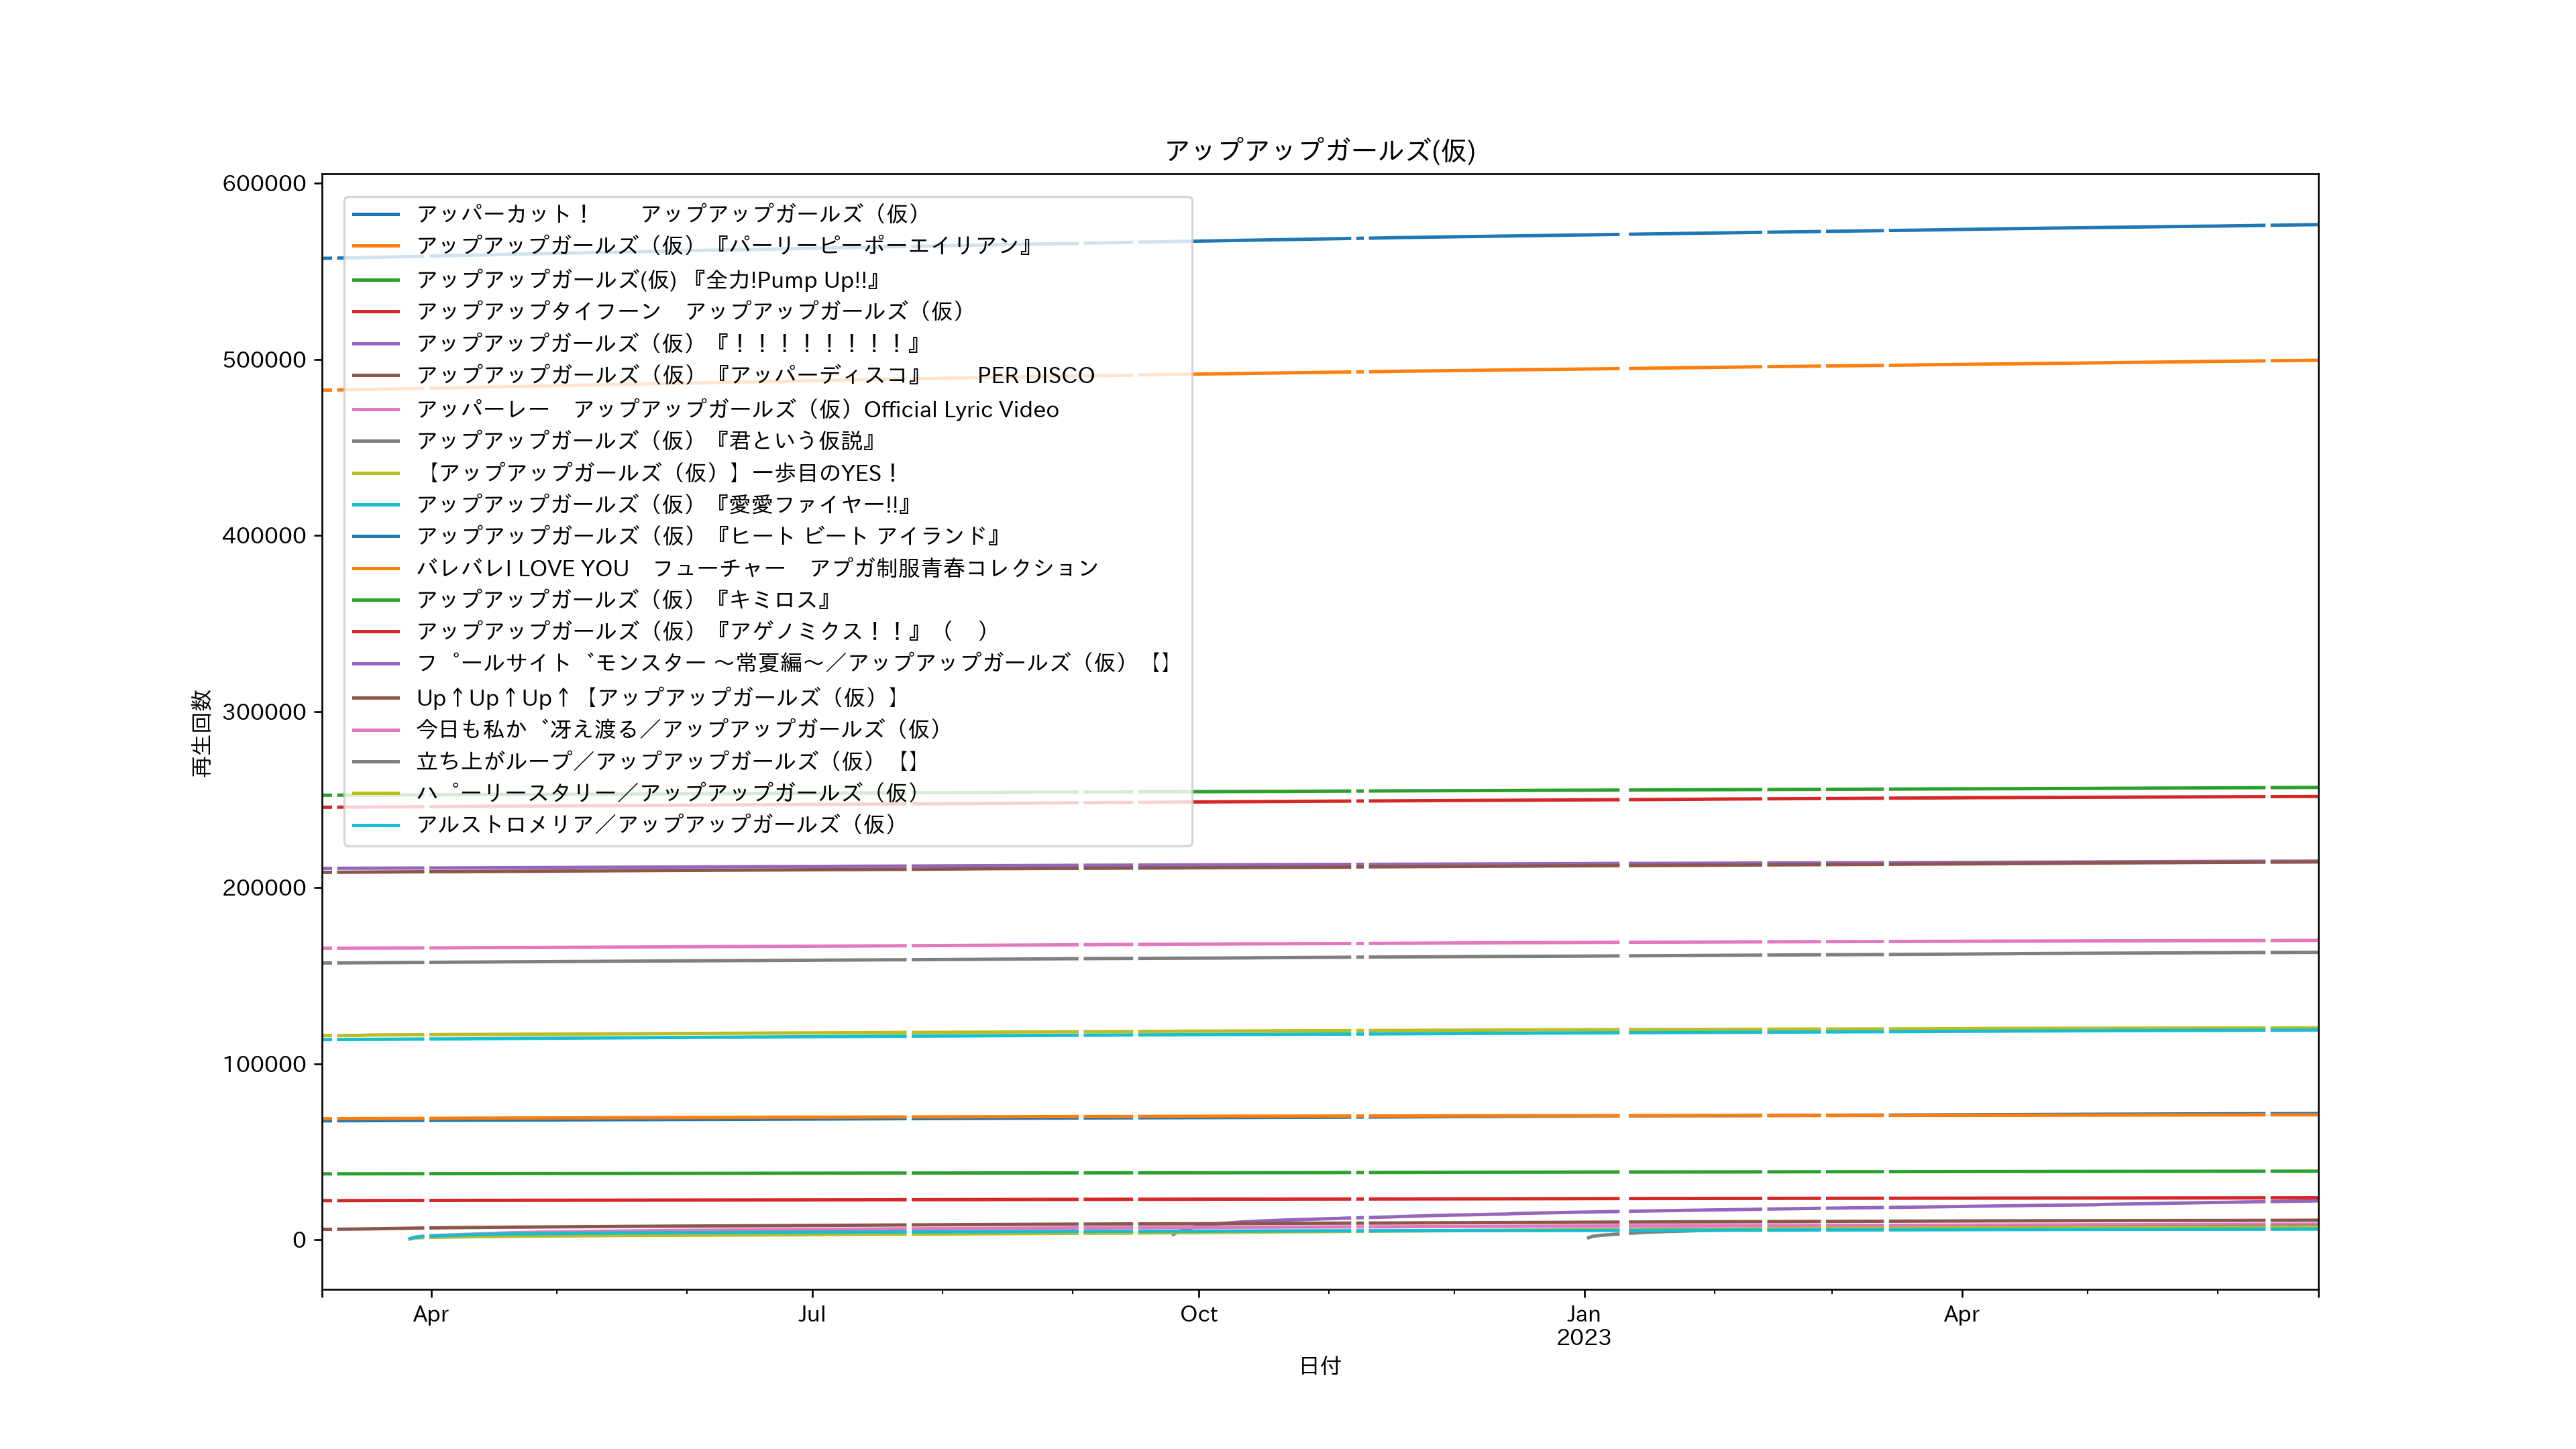 アップアップガールズ(仮)
600000
500000
400000
300000
200000
100000
0
再生回数
アッパーカット！　　アップアップガールズ（仮）
アップアップガールズ（仮）『パーリーピーポーエイリアン』
アップアップガールズ(仮) 『全力!Pump Up!!』
アップアップタイフーン　アップアップガールズ（仮）
アップアップガールズ（仮）『！！！！！！！！』
アップアップガールズ（仮）『アッパーディスコ』　　　PER DISCO
アッパーレー　アップアップガールズ（仮）Official Lyric Video
アップアップガールズ（仮）『君という仮説』
【アップアップガールズ（仮）】一歩目のYES！
アップアップガールズ（仮）『愛愛ファイヤー!!』
アップアップガールズ（仮）『ヒート ビート アイランド』
バレバレI LOVE YOU　フューチャー　アプガ制服青春コレクション
アップアップガールズ（仮）『キミロス』
アップアップガールズ（仮）『アゲノミクス！！』（　）
フ゜ールサイト゛モンスター 〜常夏編〜／アップアップガールズ（仮）【】
Up↑Up↑Up↑【アップアップガールズ（仮）】
今日も私か゛冴え渡る／アップアップガールズ（仮）
立ち上がループ／アップアップガールズ（仮）【】
ハ゜ーリースタリー／アップアップガールズ（仮）
アルストロメリア／アップアップガールズ（仮）
Apr
Jul
Oct
Jan
2023
Apr
日付